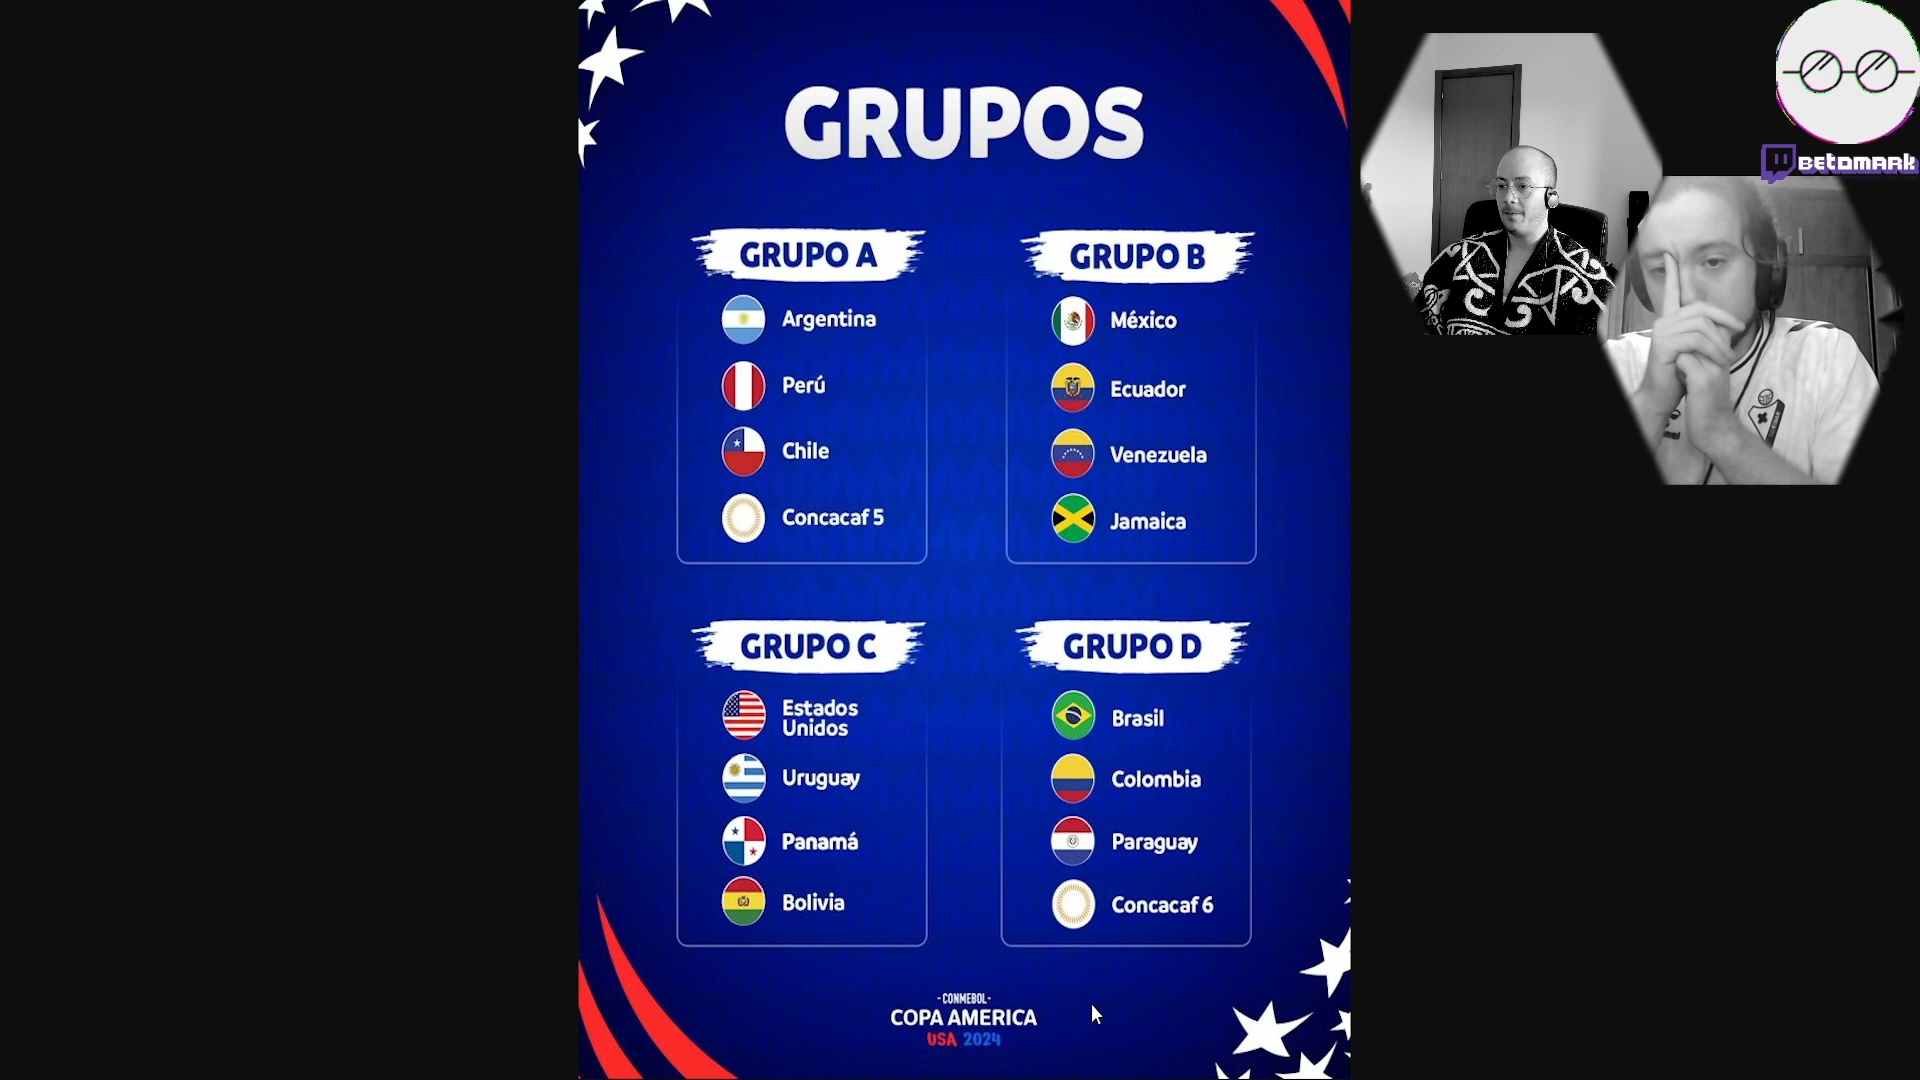 GRUPOS
GRUPO A
Argentina
Perú
Chile
Concacaf 5
GRUPO B
México
Ecuador
Venezuela
Jamaica
GRUPO C
Estados
Unidos
Uruguay
Panamá
Bolivia
GRUPO D
Brasil
Colombia
Paraguay
Concacaf 6
-CONMEBOL-
COPA AMERICA
USA 2024
BETOMARK